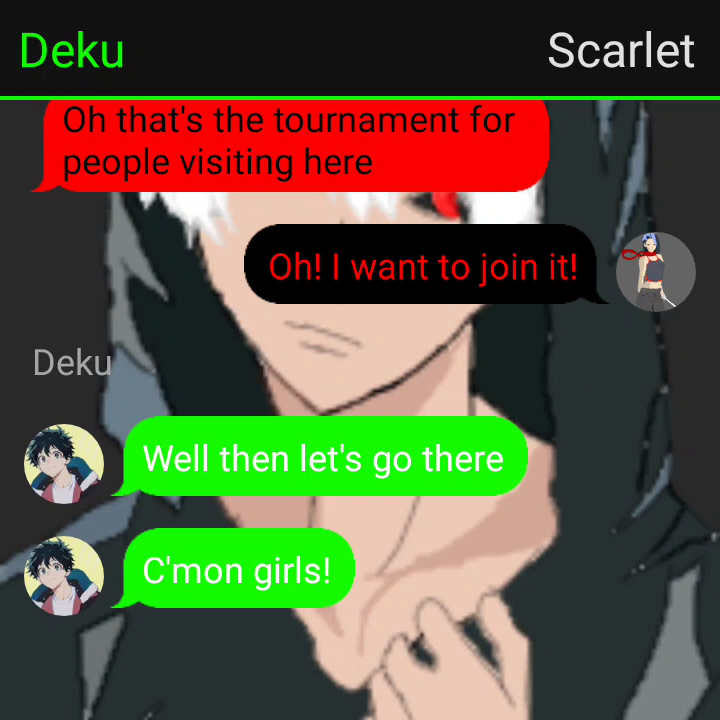 Deku
Scarlet
Oh that's the tournament for
people visiting here
Oh! I want to join it!
Deku
Well then let's go there
C'mon girls!